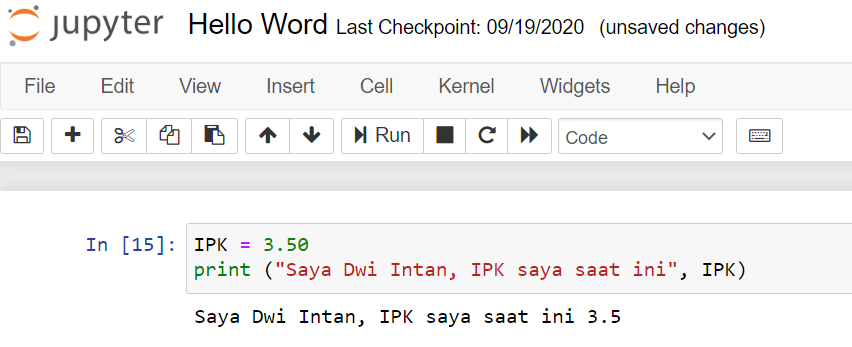 jupyter Hello Word Last Checkpoint: 09/19/2020 (unsaved changes)
File Edit View Insert Cell Kernel Widgets Help
Run Code
In [15]: IPK = 3.50
print ("Saya Dwi Intan, IPK saya saat ini", IPK)
Saya Dwi Intan, IPK saya saat ini 3.5